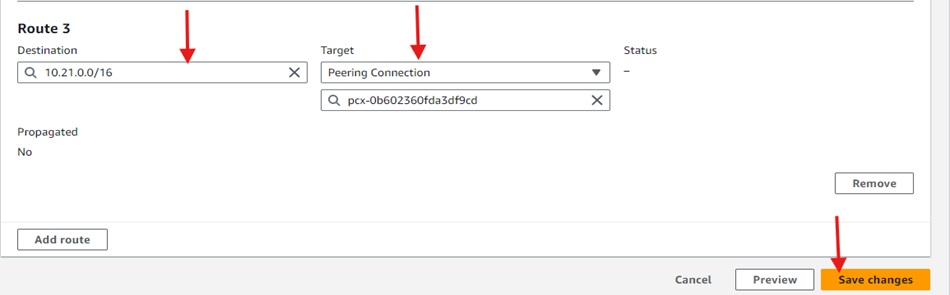 Route 3
Destination
Target
Status
10.21.0.0/16
Peering Connection
–
pcx-0b602360fda3df9cd
Propagated
No
Remove
Add route
Cancel
Preview
Save changes